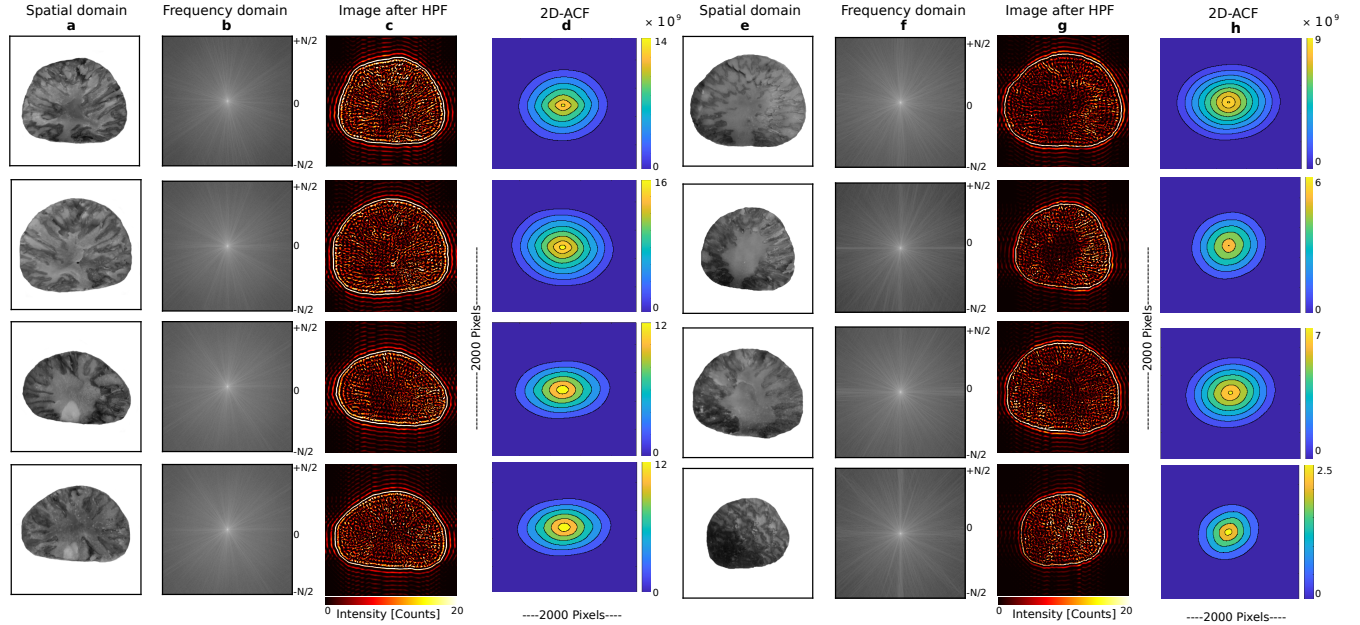 Spatial domain Frequency domain Image after HPF 2D-ACF × 10⁹ Spatial domain Frequency domain Image after HPF 2D-ACF × 10⁹
a b c d e f g h
+N/2 14 +N/2 9
0 0
-N/2 0 -N/2 0
+N/2 16 +N/2 6
0 0
-N/2 0 -N/2 0
+N/2 12 +N/2 7
0 0
-N/2 0 -N/2 0
+N/2 12 +N/2 2.5
0 0
-N/2 0 -N/2 0
------2000 Pixels------- ------2000 Pixels-------
0 Intensity [Counts] 20 ----2000 Pixels---- 0 Intensity [Counts] 20 ----2000 Pixels----